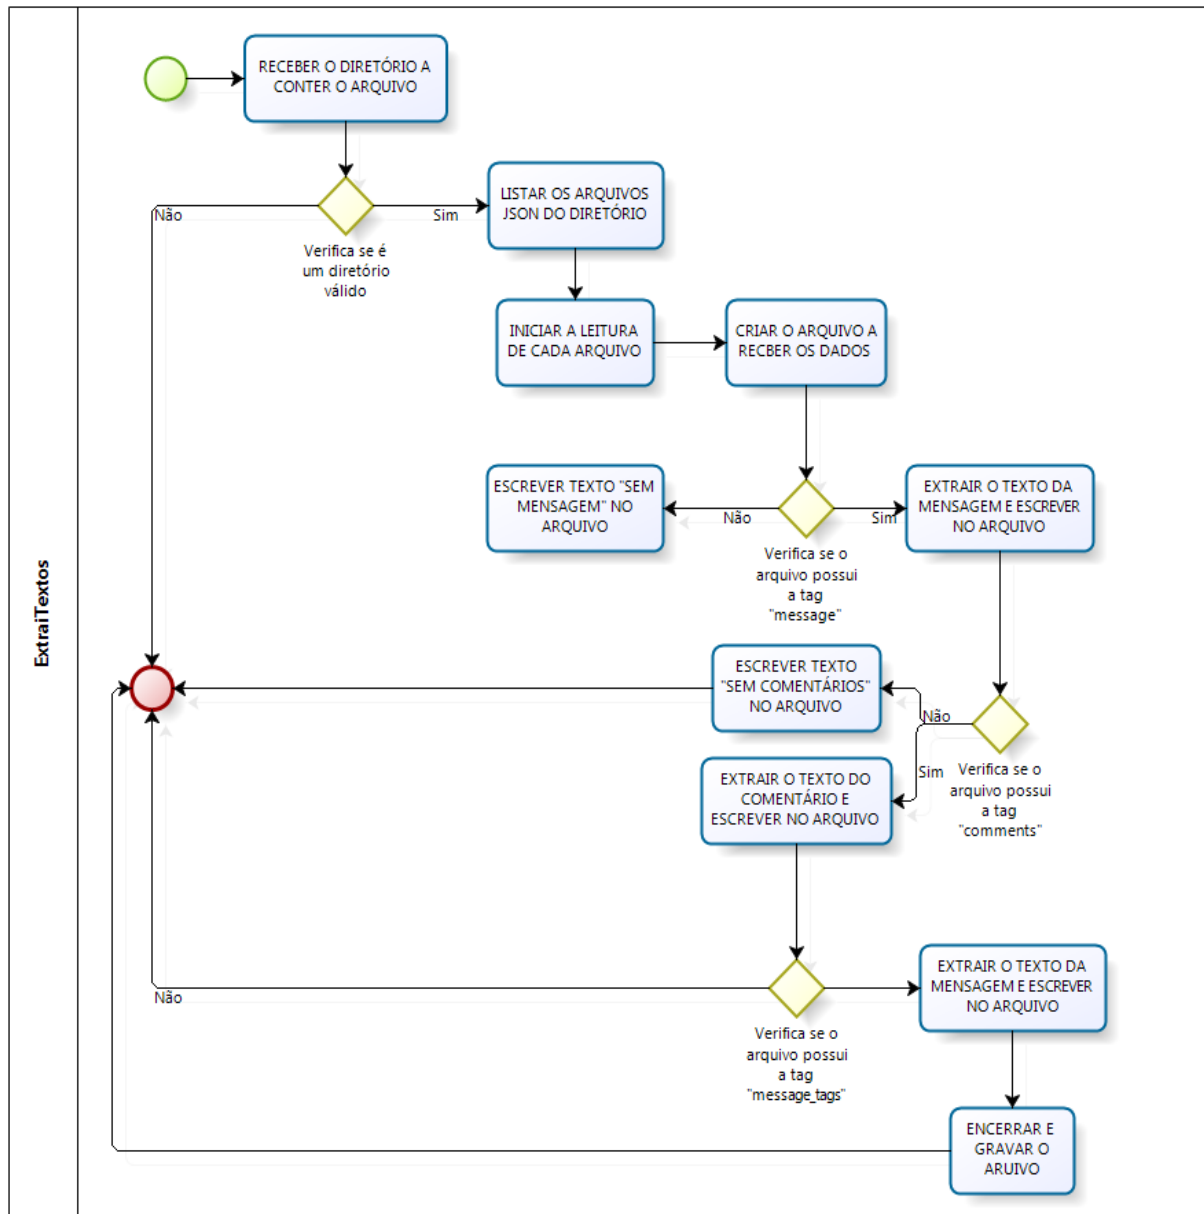 ExtraiTextos
RECEBER O DIRETÓRIO A
CONTER O ARQUIVO
Não
Sim
Verifica se é
um diretório
válido
LISTAR OS ARQUIVOS
JSON DO DIRETÓRIO
INICIAR A LEITURA
DE CADA ARQUIVO
CRIAR O ARQUIVO A
RECBER OS DADOS
ESCREVER TEXTO "SEM
MENSAGEM" NO
ARQUIVO
Não
Sim
Verifica se o
arquivo possui
a tag
"message"
EXTRAIR O TEXTO DA
MENSAGEM E ESCREVER
NO ARQUIVO
ESCREVER TEXTO
"SEM COMENTÁRIOS"
NO ARQUIVO
Não
Sim
Verifica se o
arquivo possui
a tag
"comments"
EXTRAIR O TEXTO DO
COMENTÁRIO E
ESCREVER NO ARQUIVO
Não
Verifica se o
arquivo possui
a tag
"message_tags"
EXTRAIR O TEXTO DA
MENSAGEM E ESCREVER
NO ARQUIVO
ENCERRAR E
GRAVAR O
ARUIVO